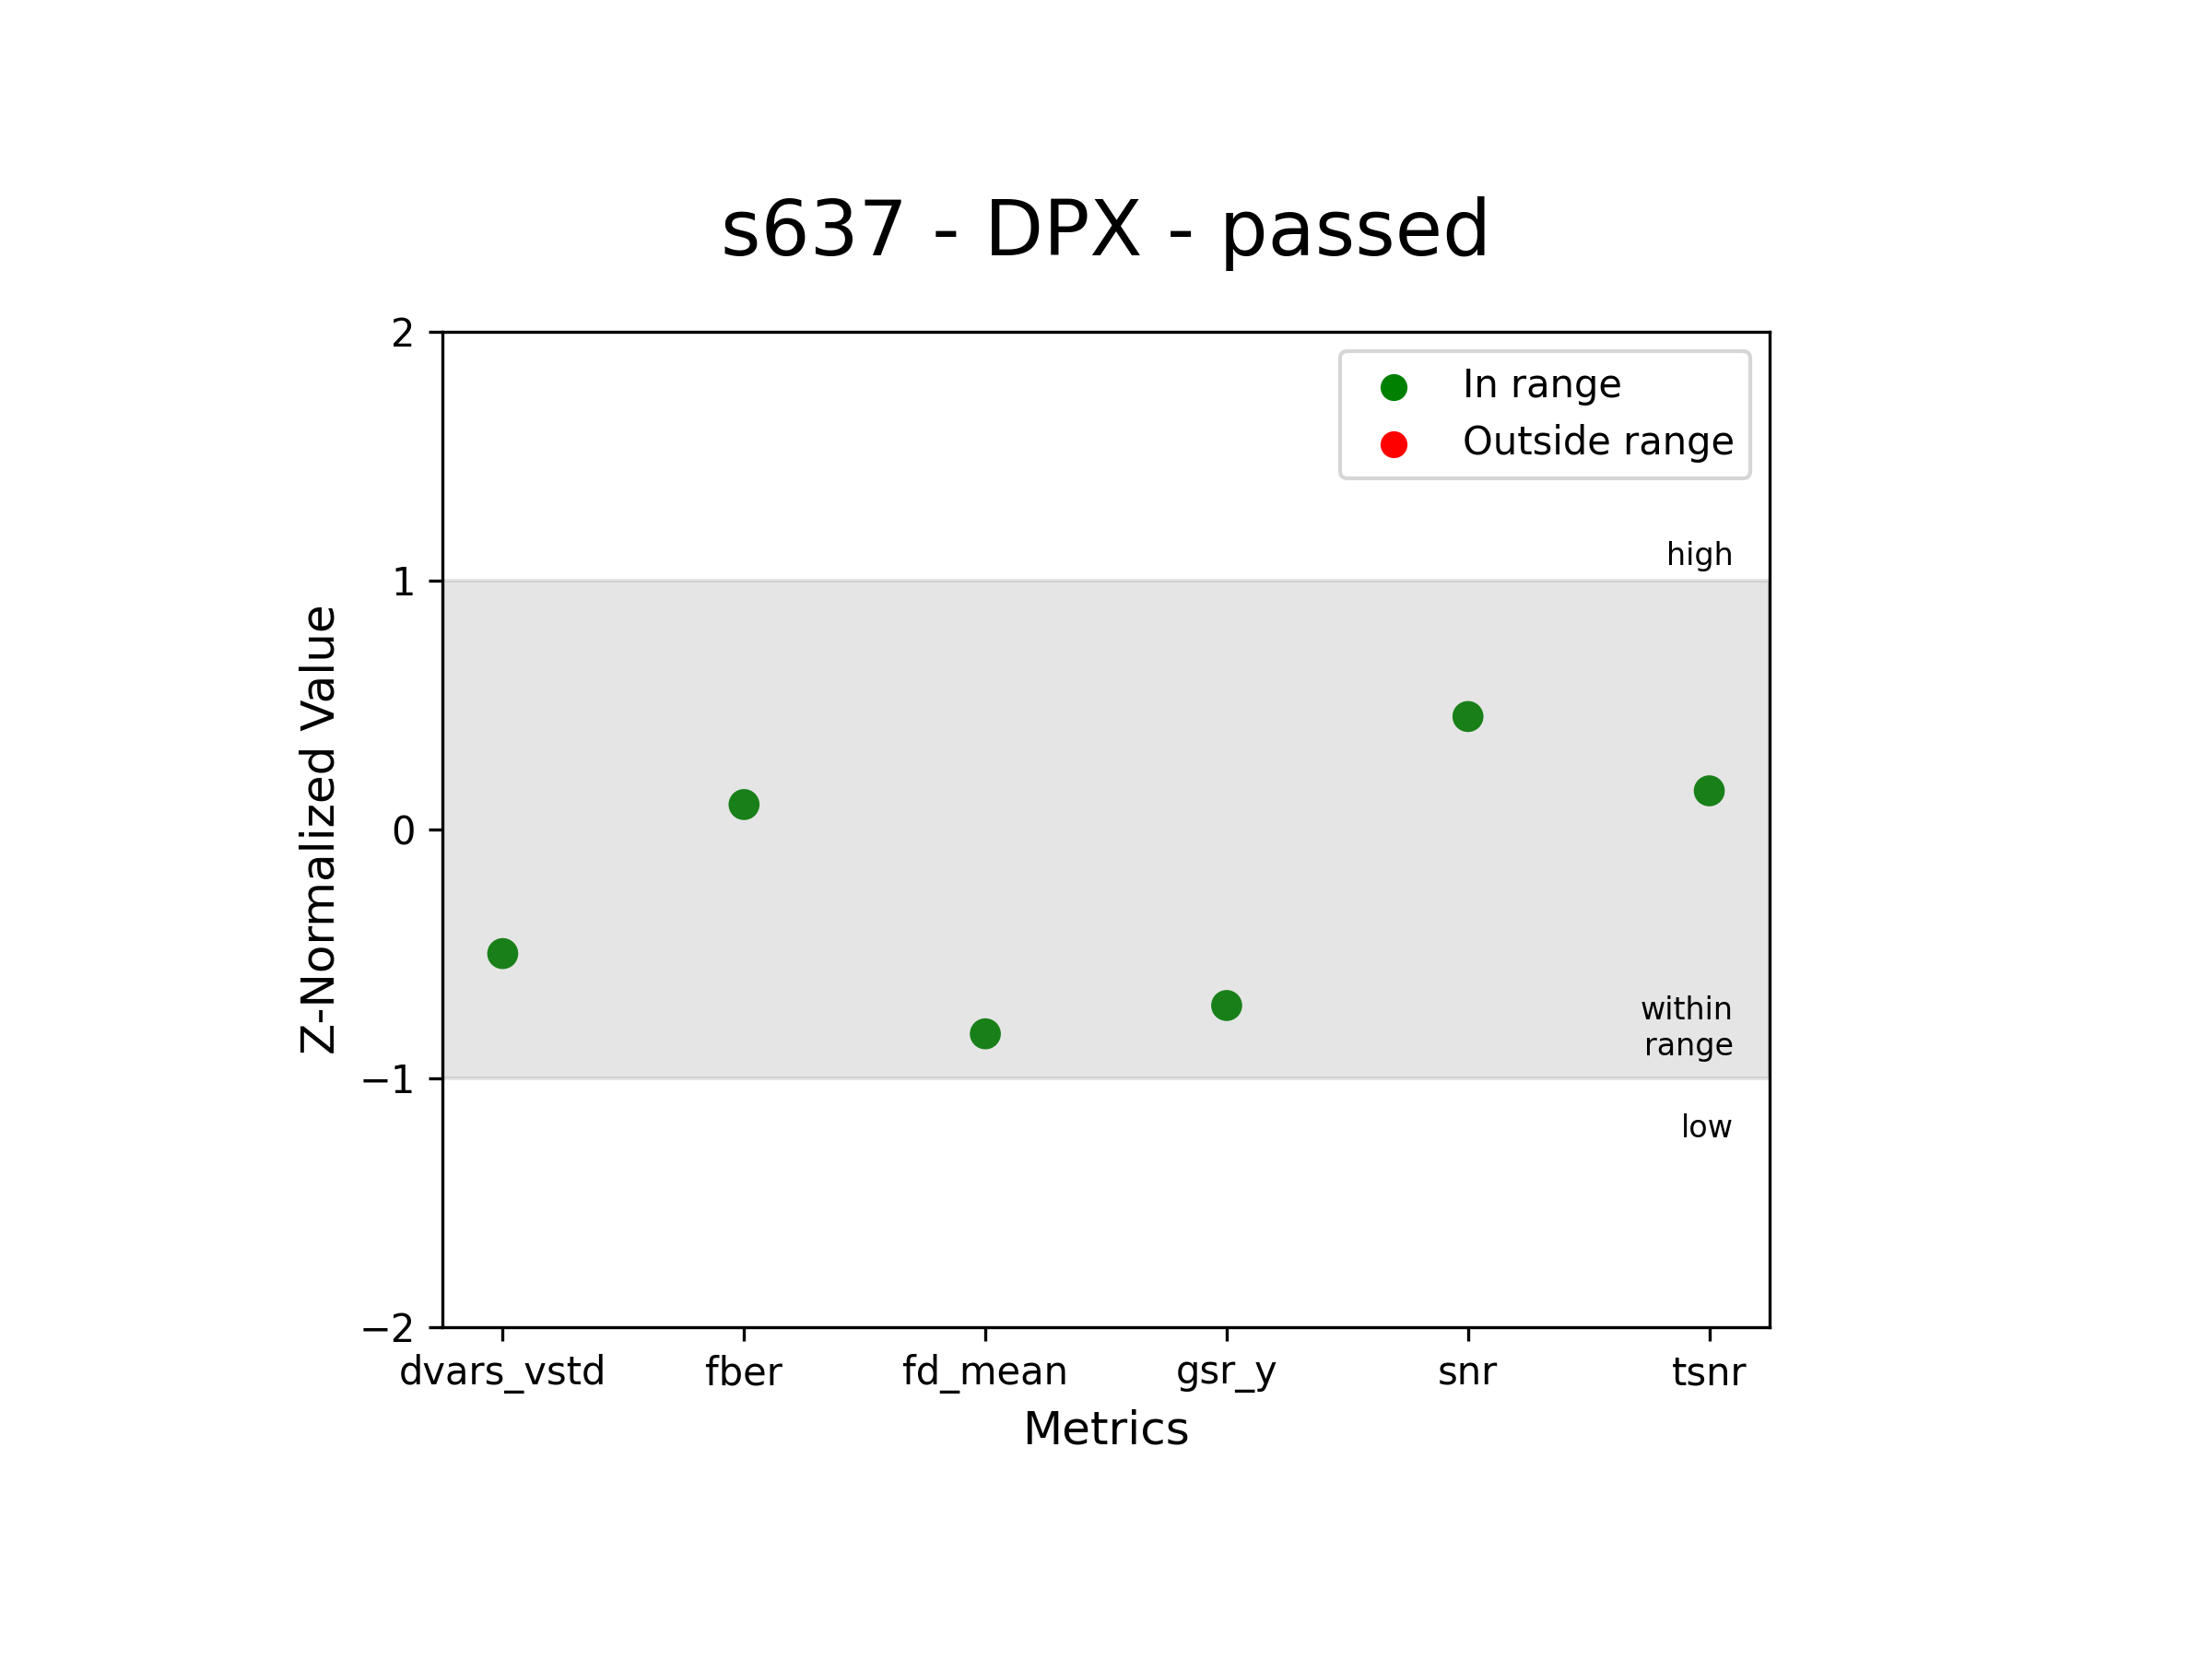 s637 - DPX - passed
2
In range
Outside range
high
1
Z-Normalized Value
0
within
range
−1
low
−2
dvars_vstd fber fd_mean gsr_y snr tsnr
Metrics